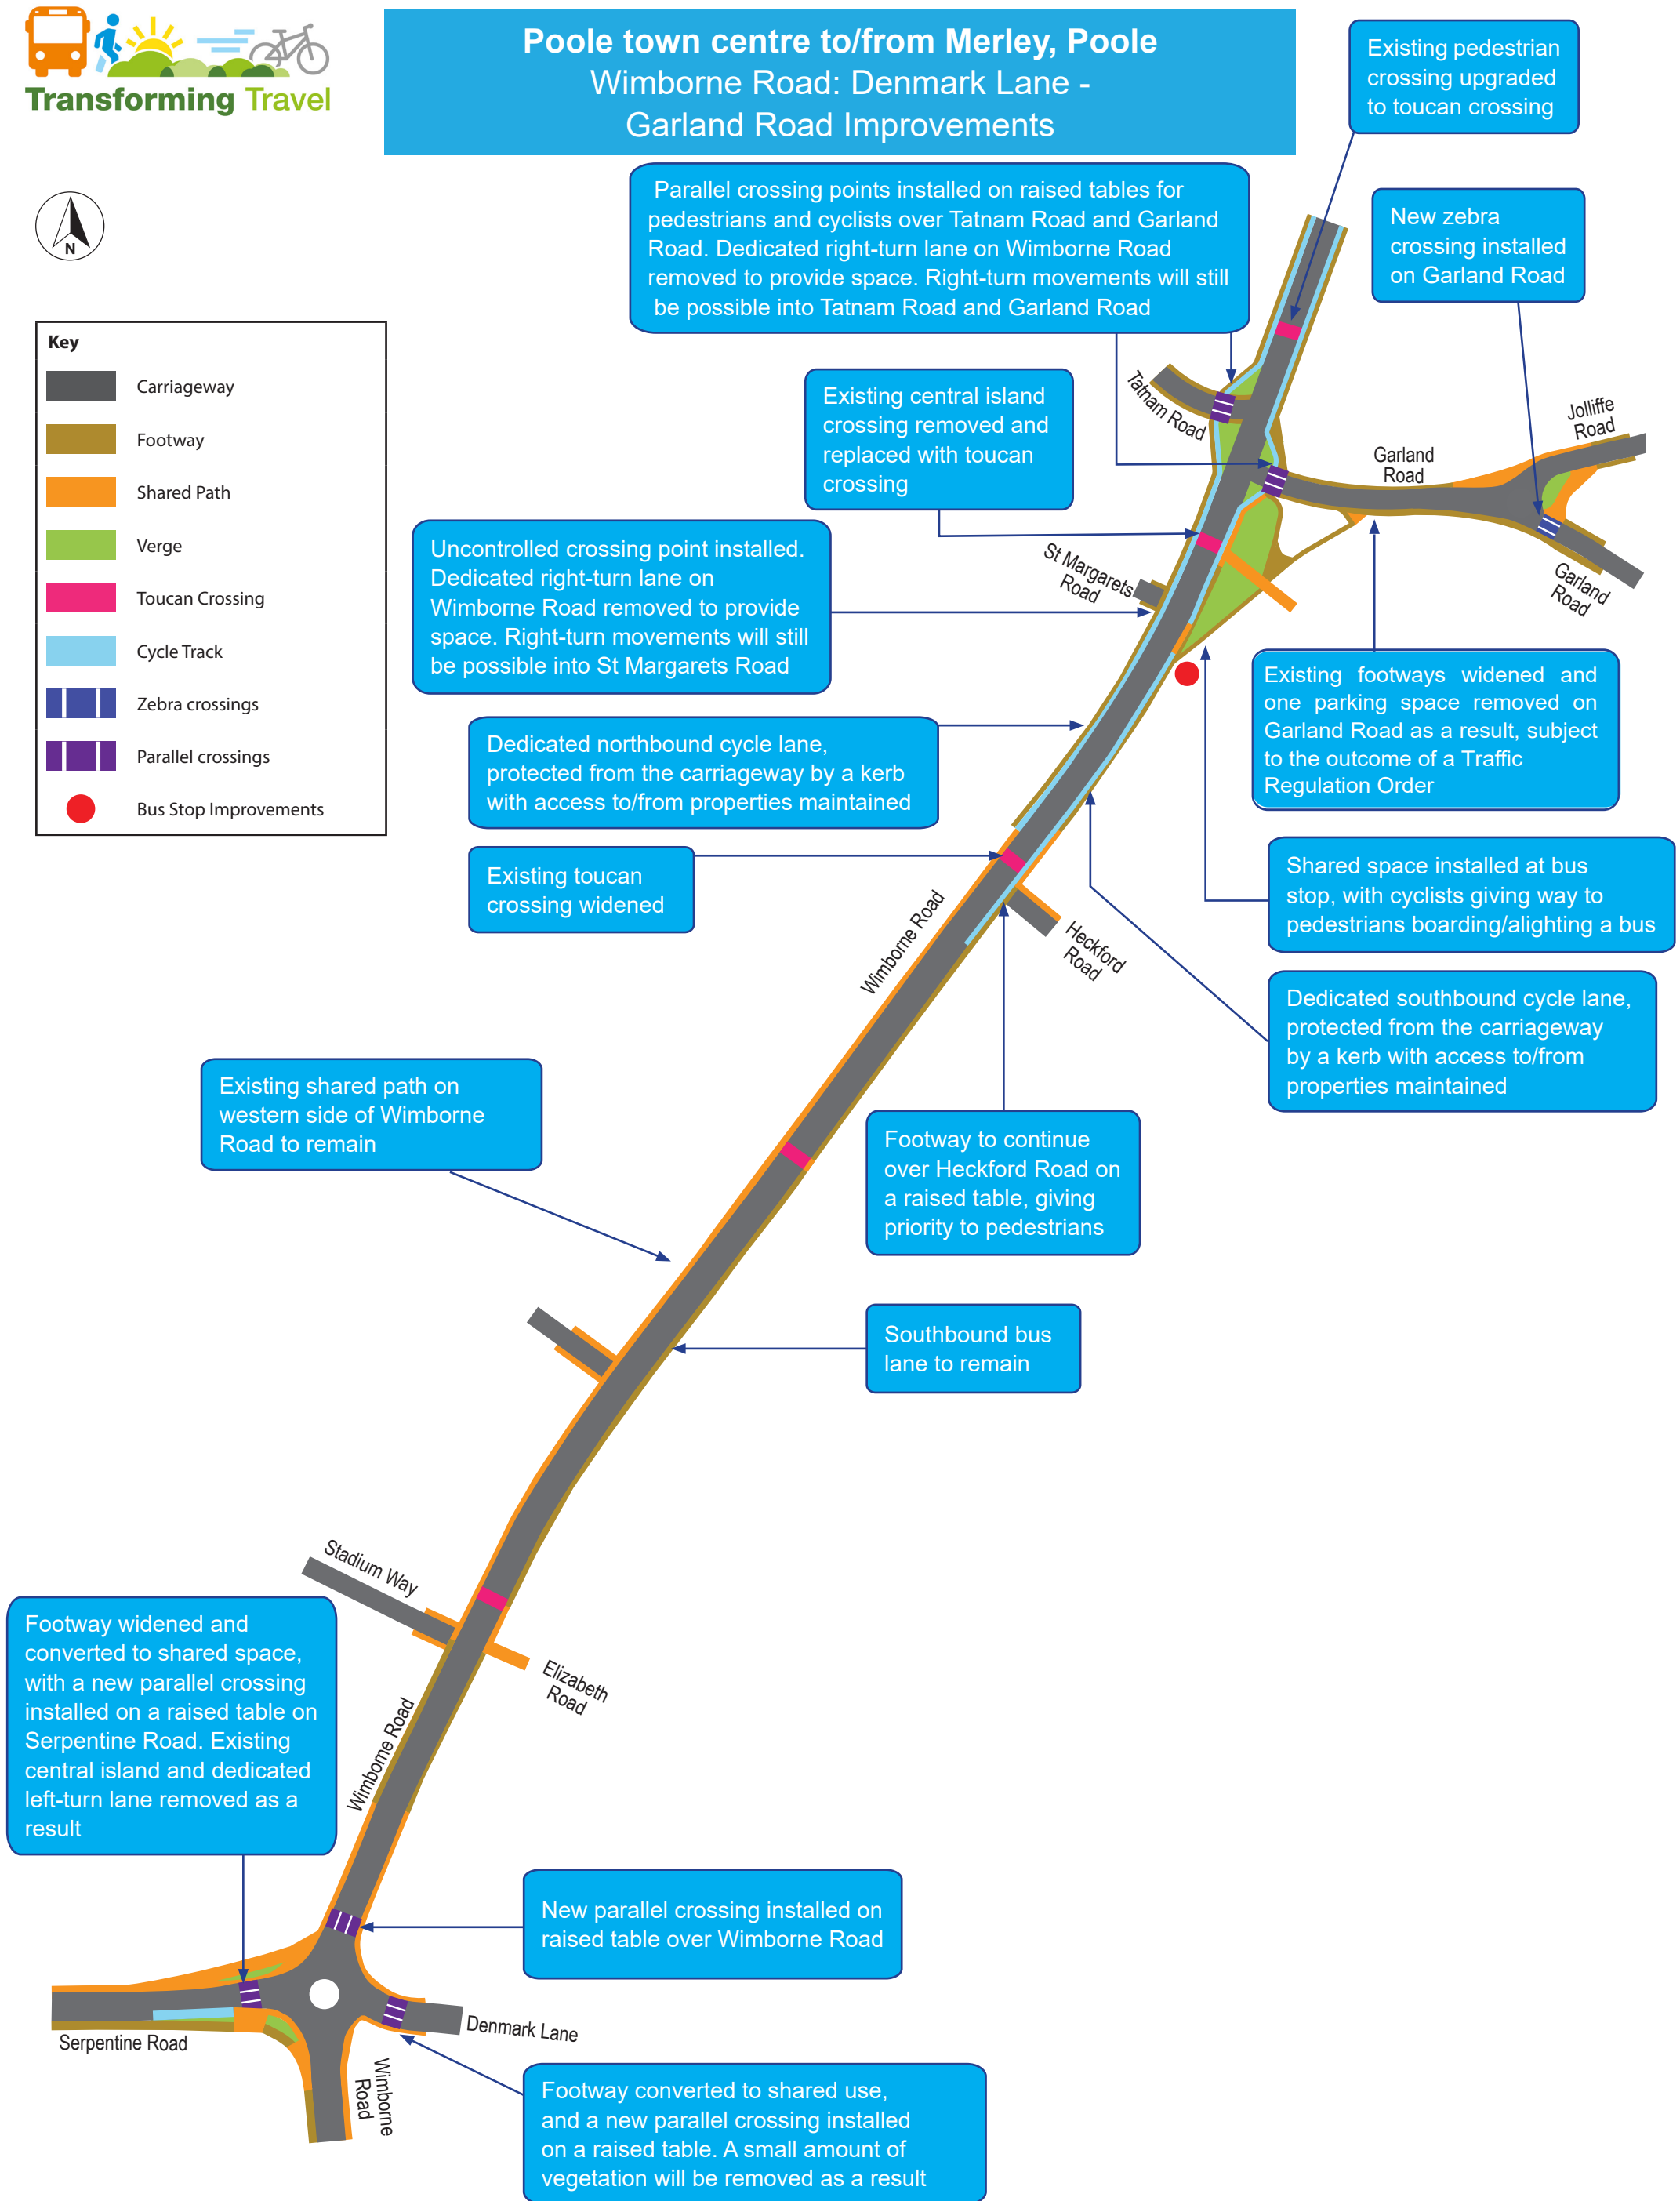 Transforming Travel
Poole town centre to/from Merley, Poole
Wimborne Road: Denmark Lane -
Garland Road Improvements
Existing pedestrian
crossing upgraded
to toucan crossing
N
Parallel crossing points installed on raised tables for
pedestrians and cyclists over Tatnam Road and Garland
Road. Dedicated right-turn lane on Wimborne Road
removed to provide space. Right-turn movements will still
be possible into Tatnam Road and Garland Road
New zebra
crossing installed
on Garland Road
Key
Carriageway
Footway
Shared Path
Verge
Toucan Crossing
Cycle Track
Zebra crossings
Parallel crossings
Bus Stop Improvements
Existing central island
crossing removed and
replaced with toucan
crossing
Tatnam Road
Jolliffe
Road
Garland
Road
Uncontrolled crossing point installed.
Dedicated right-turn lane on
Wimborne Road removed to provide
space. Right-turn movements will still
be possible into St Margarets Road
St Margarets
Road
Garland
Road
Existing footways widened and
one parking space removed on
Garland Road as a result, subject
to the outcome of a Traffic
Regulation Order
Dedicated northbound cycle lane,
protected from the carriageway by a kerb
with access to/from properties maintained
Existing toucan
crossing widened
Shared space installed at bus
stop, with cyclists giving way to
pedestrians boarding/alighting a bus
Wimborne Road
Heckford
Road
Dedicated southbound cycle lane,
protected from the carriageway
by a kerb with access to/from
properties maintained
Existing shared path on
western side of Wimborne
Road to remain
Footway to continue
over Heckford Road on
a raised table, giving
priority to pedestrians
Southbound bus
lane to remain
Stadium Way
Footway widened and
converted to shared space,
with a new parallel crossing
installed on a raised table on
Serpentine Road. Existing
central island and dedicated
left-turn lane removed as a
result
Elizabeth
Road
Wimborne Road
New parallel crossing installed on
raised table over Wimborne Road
Serpentine Road
Denmark Lane
Wimborne
Road
Footway converted to shared use,
and a new parallel crossing installed
on a raised table. A small amount of
vegetation will be removed as a result